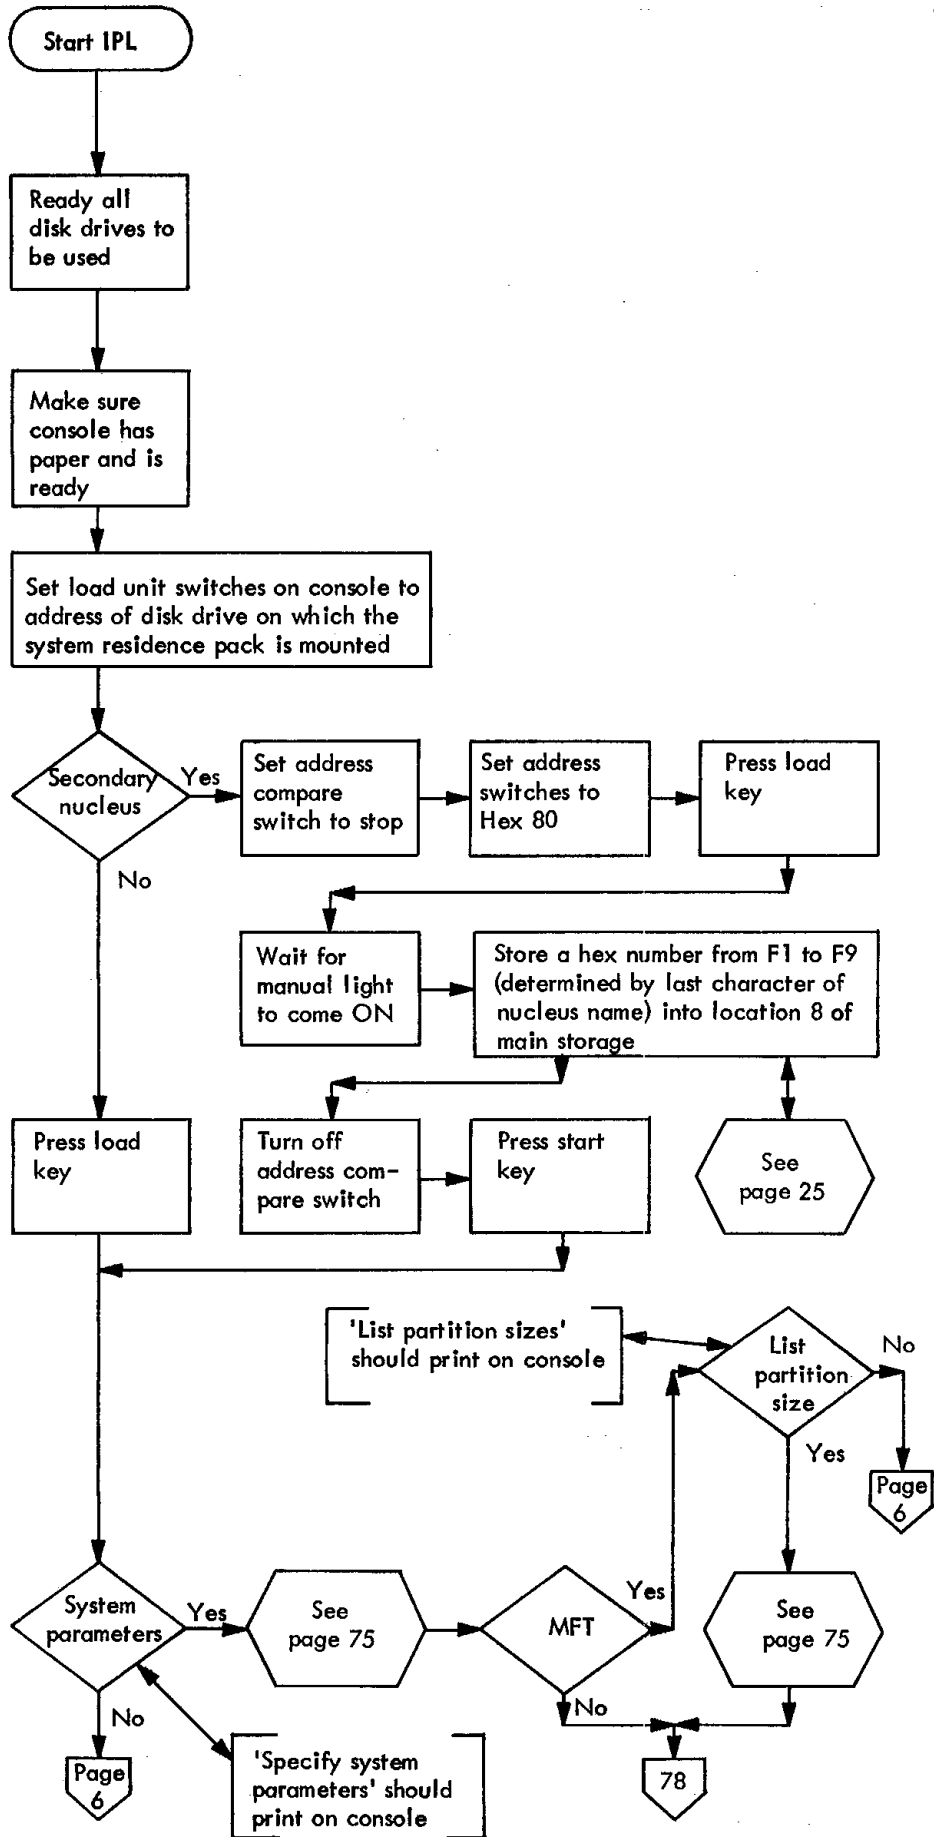 Start IPL
Ready all
disk drives to
be used
Make sure
console has
paper and is
ready
Set load unit switches on console to
address of disk drive on which the
system residence pack is mounted
Secondary
nucleus
Yes
No
Set address
compare
switch to stop
Set address
switches to
Hex 80
Press load
key
Wait for
manual light
to come ON
Store a hex number from F1 to F9
(determined by last character of
nucleus name) into location 8 of
main storage
Press load
key
Turn off
address com-
pare switch
Press start
key
See
page 25
'List partition sizes'
should print on console
List
partition
size
No
Yes
Page
6
System
parameters
Yes
No
See
page 75
MFT
Yes
No
See
page 75
Page
6
'Specify system
parameters' should
print on console
78